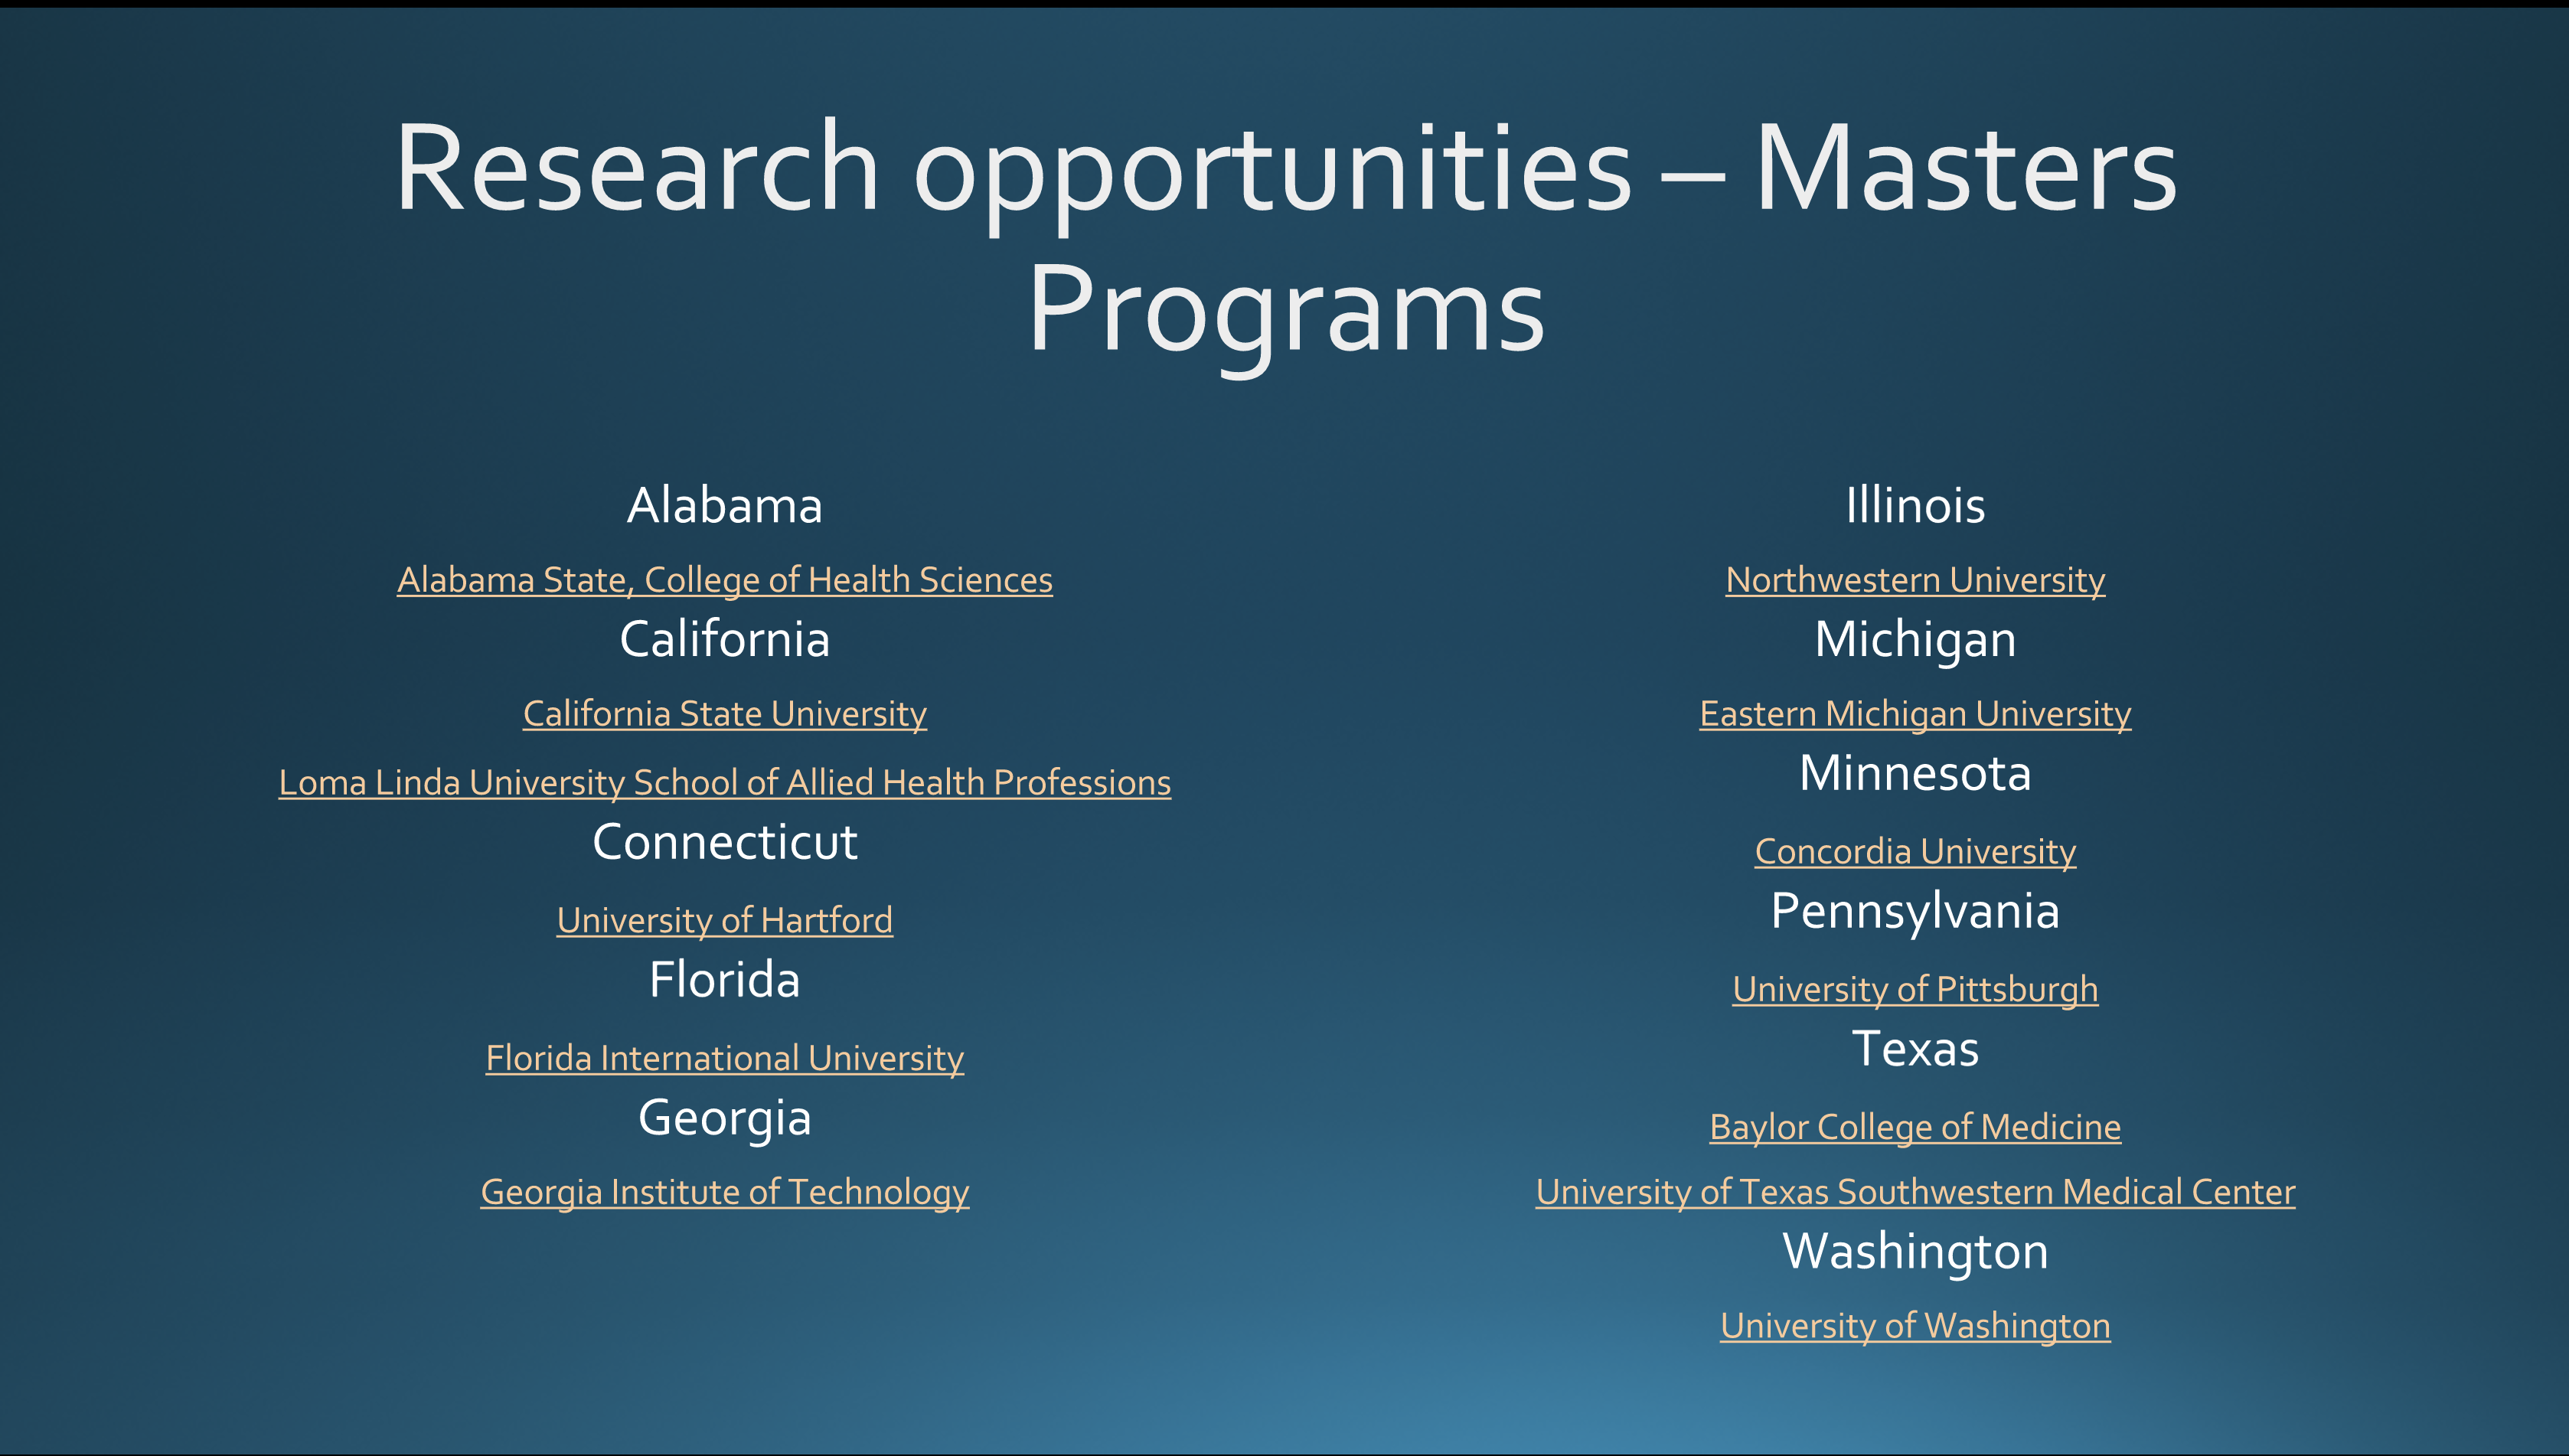 Research opportunities – Masters
Programs
Alabama
Alabama State, College of Health Sciences
California
California State University
Loma Linda University School of Allied Health Professions
Connecticut
University of Hartford
Florida
Florida International University
Georgia
Georgia Institute of Technology
Illinois
Northwestern University
Michigan
Eastern Michigan University
Minnesota
Concordia University
Pennsylvania
University of Pittsburgh
Texas
Baylor College of Medicine
University of Texas Southwestern Medical Center
Washington
University of Washington